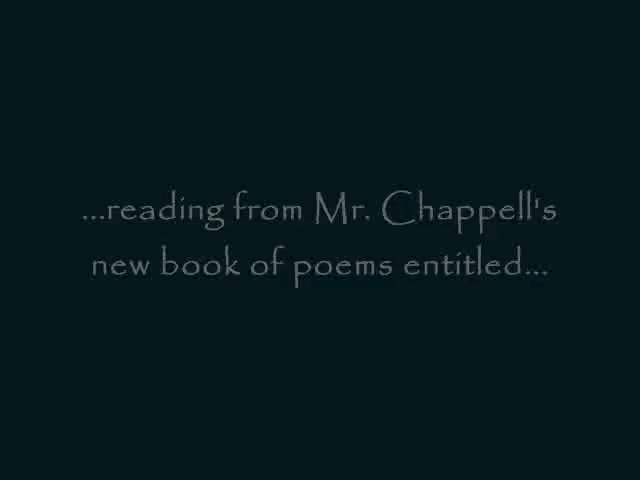 ...reading from Mr. Chappell's
new book of poems entitled...